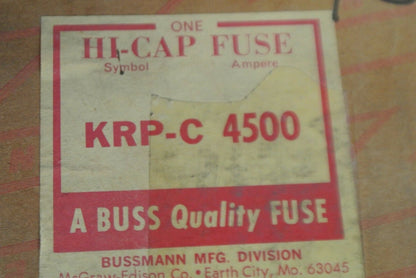 ONE
HI-CAP FUSE
Symbol Ampere
KRP-C 4500
A BUSS Quality FUSE
BUSSMANN MFG. DIVISION
McGraw-Edison Co. • Earth City, Mo. 63045